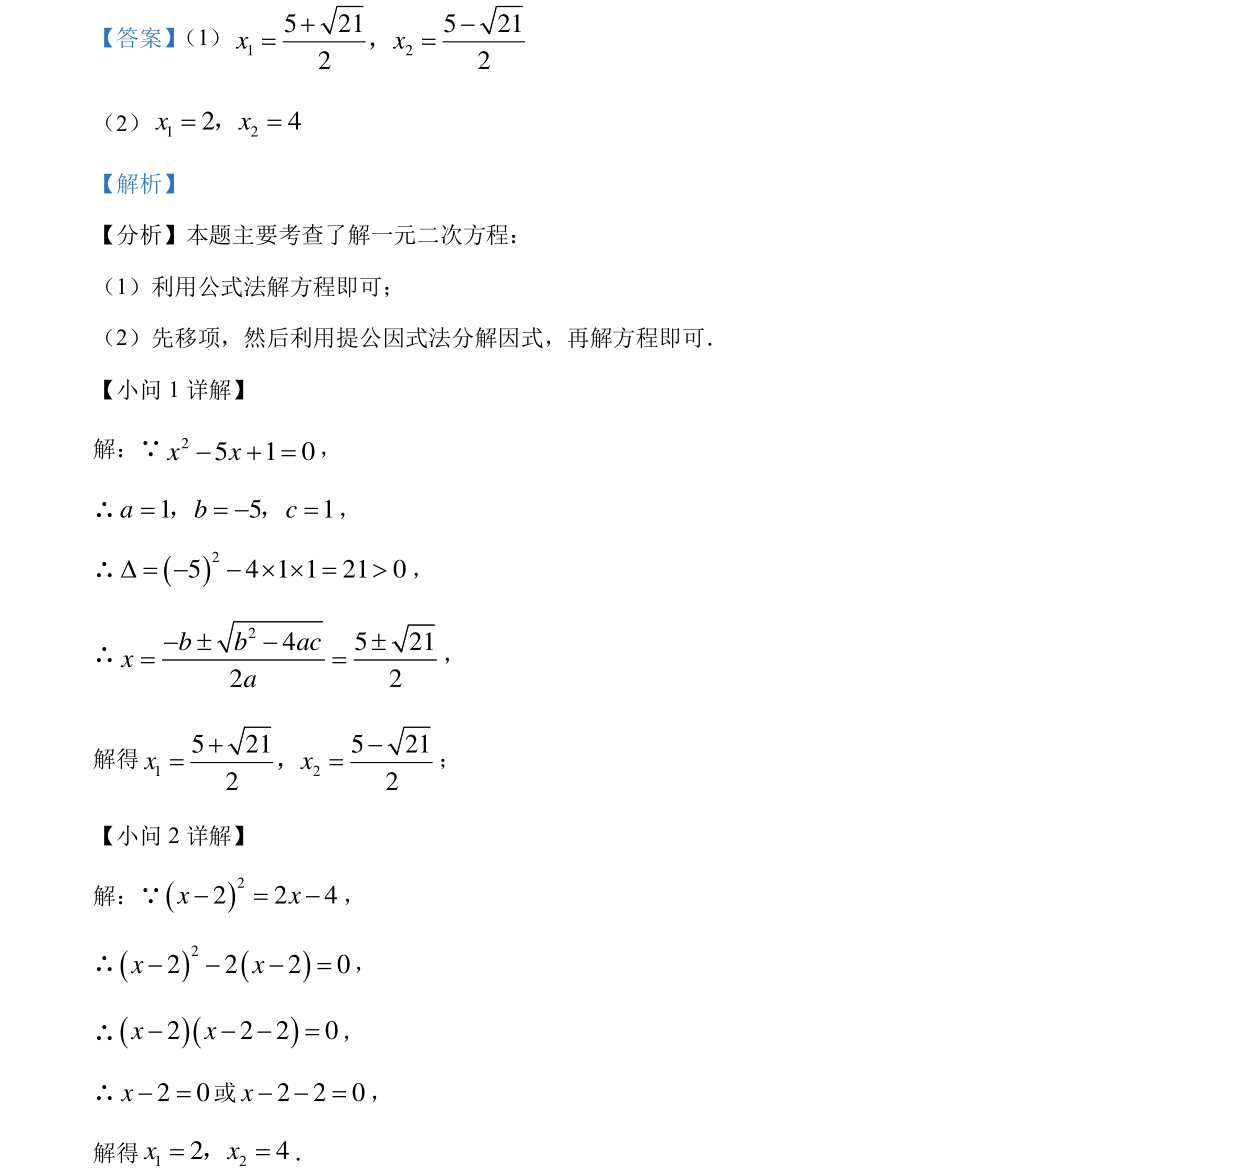 【答案】（1）x₁ = (5+√21)/2，x₂ = (5−√21)/2
（2）x₁ = 2，x₂ = 4
【解析】
【分析】本题主要考查了解一元二次方程：
（1）利用公式法解方程即可；
（2）先移项，然后利用提公因式法分解因式，再解方程即可．
【小问 1 详解】
解：∵ x² − 5x + 1 = 0，
∴ a = 1，b = −5，c = 1，
∴ Δ = (−5)² − 4×1×1 = 21 > 0，
∴ x = (−b ± √(b² − 4ac))/(2a) = (5 ± √21)/2，
解得 x₁ = (5+√21)/2，x₂ = (5−√21)/2；
【小问 2 详解】
解：∵ (x − 2)² = 2x − 4，
∴ (x − 2)² − 2(x − 2) = 0，
∴ (x − 2)(x − 2 − 2) = 0，
∴ x − 2 = 0 或 x − 2 − 2 = 0，
解得 x₁ = 2，x₂ = 4．